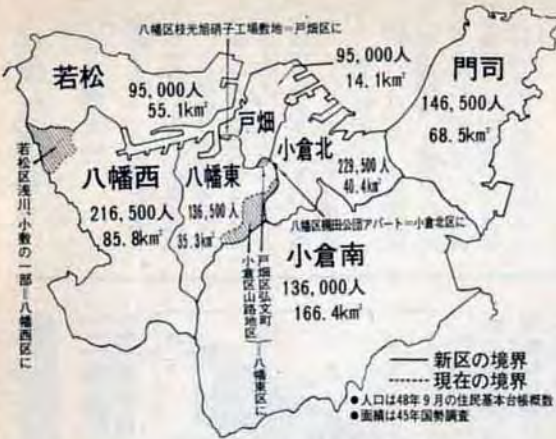 八幡区枝光旭硝子工場敷地＝戸畑区に
若松
95,000人
55.1km²
戸畑
95,000人
14.1km²
門司
146,500人
68.5km²
若松区浅川、小敷の一部＝八幡西区に
八幡西
216,500人
85.8km²
八幡東
136,500人
35.3km²
小倉北
229,500人
40.4km²
八幡区桃田公団アパート＝小倉北区に
小倉南
136,000人
166.4km²
戸畑区弘文町
小倉区山路地区
＝八幡東区に
新区の境界
現在の境界
●人口は48年9月の住民基本台帳概数
●面積は45年国勢調査